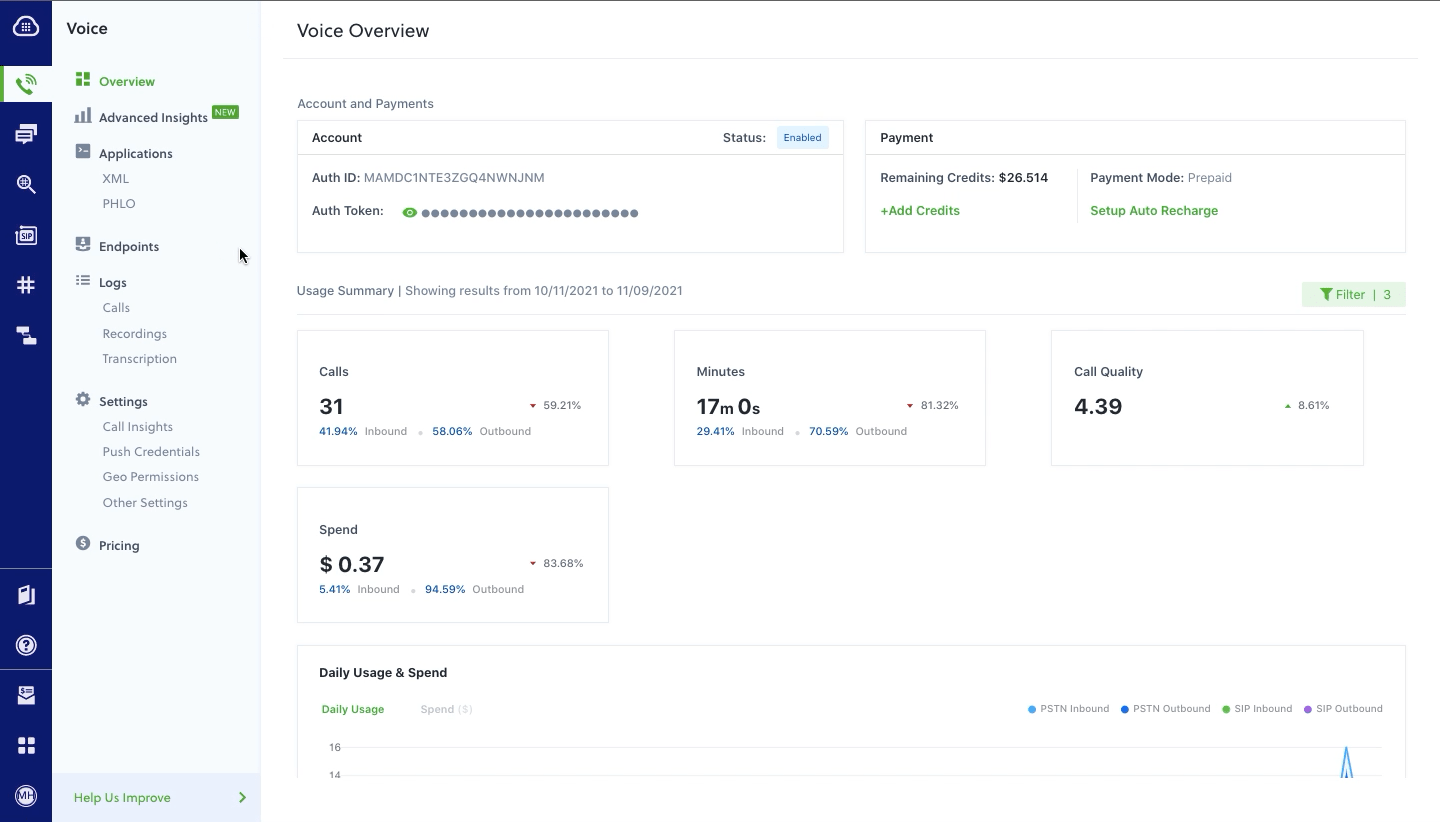 Voice
Overview
Advanced Insights NEW
Applications
XML
PHLO
Endpoints
Logs
Calls
Recordings
Transcription
Settings
Call Insights
Push Credentials
Geo Permissions
Other Settings
Pricing
Help Us Improve
SIP
MH
Voice Overview
Account and Payments
Account Status: Enabled
Auth ID: MAMDC1NTE3ZGQ4NWNJNM
Auth Token:
Payment
Remaining Credits: $26.514
+Add Credits
Payment Mode: Prepaid
Setup Auto Recharge
Usage Summary | Showing results from 10/11/2021 to 11/09/2021
Filter | 3
Calls
31 59.21%
41.94% Inbound 58.06% Outbound
Minutes
17m 0s 81.32%
29.41% Inbound 70.59% Outbound
Call Quality
4.39 8.61%
Spend
$ 0.37 83.68%
5.41% Inbound 94.59% Outbound
Daily Usage & Spend
Daily Usage Spend ($)
PSTN Inbound PSTN Outbound SIP Inbound SIP Outbound
16
14